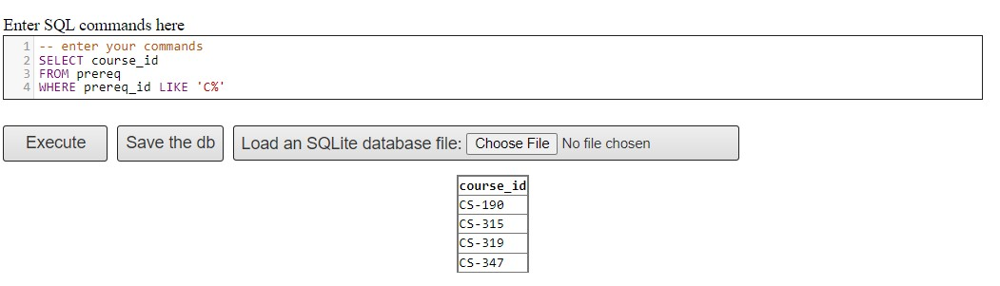 Enter SQL commands here
1 -- enter your commands
2 SELECT course_id
3 FROM prereq
4 WHERE prereq_id LIKE 'C%'
Execute Save the db Load an SQLite database file: Choose File No file chosen
course_id
CS-190
CS-315
CS-319
CS-347